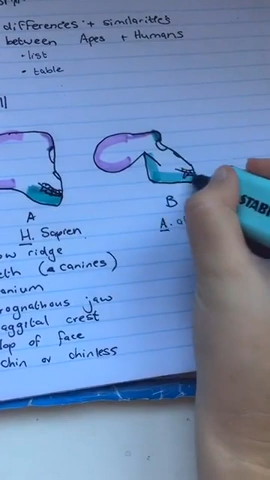 differences + similarities
between Apes + Humans
• list
• table
A
B
H. Sapien
A.
ow ridge
eth (& canines)
anium
rognathous jaw
aggital crest
lop of face
chin or chinless
STABI